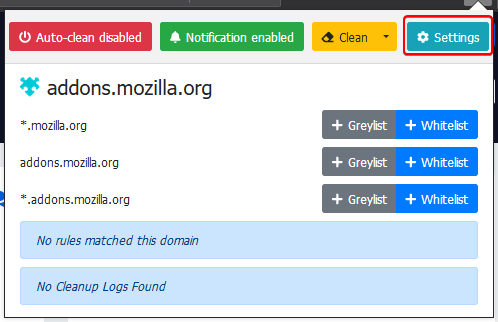 Auto-clean disabled Notification enabled Clean Settings
addons.mozilla.org
*.mozilla.org Greylist Whitelist
addons.mozilla.org Greylist Whitelist
*.addons.mozilla.org Greylist Whitelist
No rules matched this domain
No Cleanup Logs Found